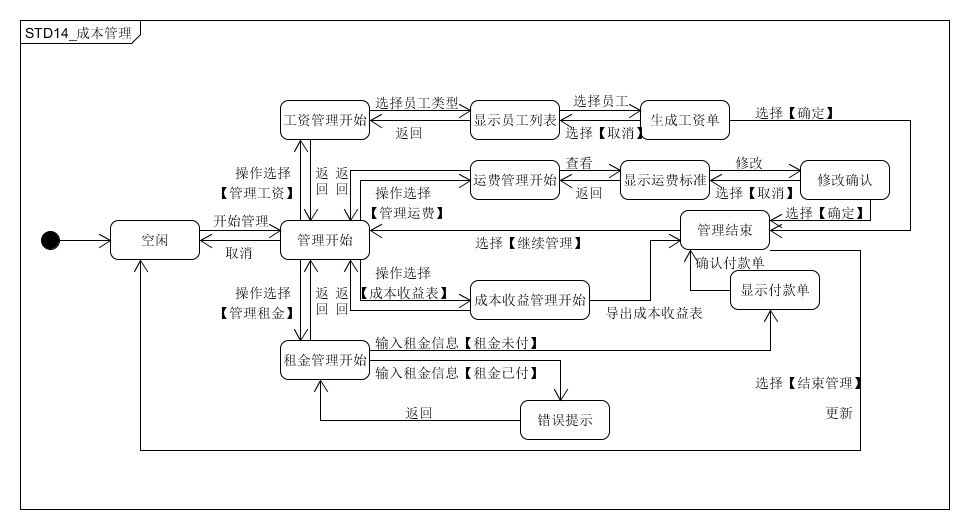 STD14_成本管理
选择员工类型
选择员工
选择【确定】
工资管理开始
显示员工列表
生成工资单
返回
选择【取消】
操作选择
【管理工资】
返回
返回
查看
修改
运费管理开始
显示运费标准
修改确认
操作选择
【管理运费】
返回
选择【取消】
选择【确定】
开始管理
空闲
管理开始
管理结束
取消
选择【继续管理】
确认付款单
操作选择
【管理租金】
返回
返回
操作选择
【成本收益表】
成本收益管理开始
显示付款单
导出成本收益表
输入租金信息【租金未付】
租金管理开始
输入租金信息【租金已付】
选择【结束管理】
更新
返回
错误提示